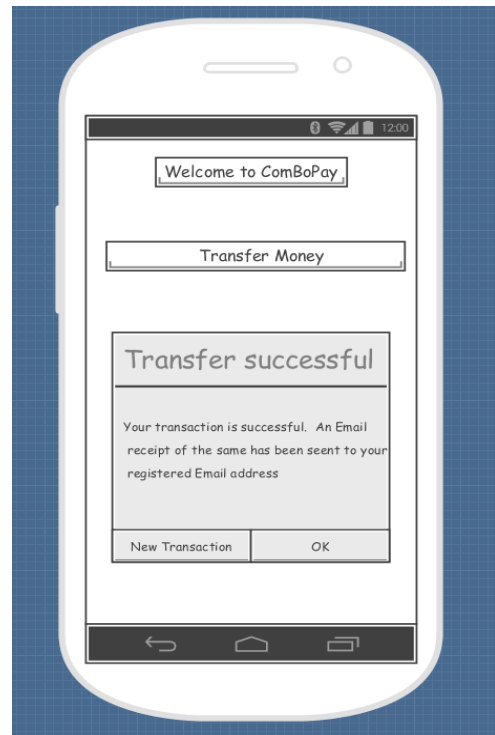 12:00
Welcome to ComBoPay
Transfer Money
Transfer successful
Your transaction is successful. An Email
receipt of the same has been seent to your
registered Email address
New Transaction
OK